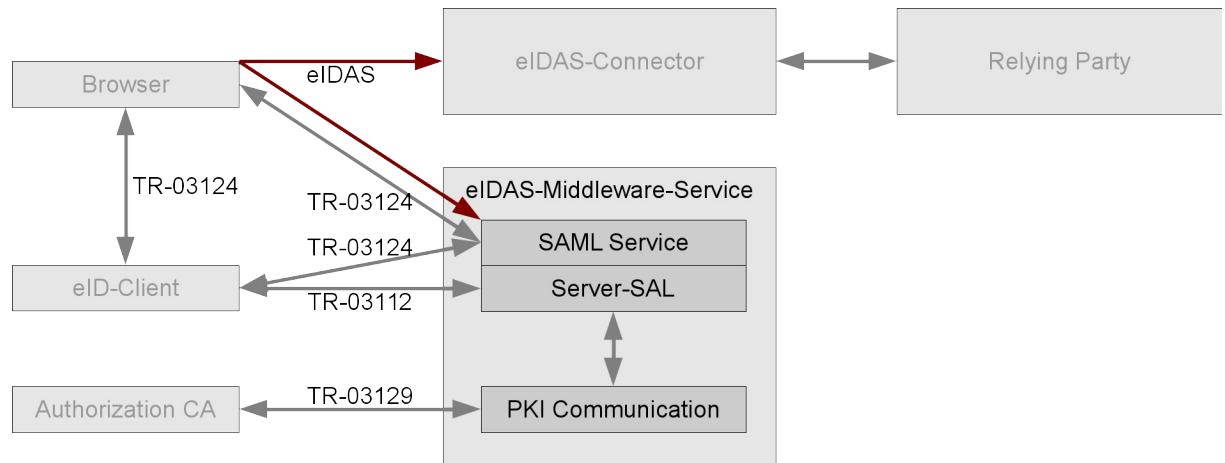 eIDAS-Connector
Relying Party
eIDAS
Browser
TR-03124
eIDAS-Middleware-Service
TR-03124
SAML Service
TR-03124
eID-Client
Server-SAL
TR-03112
Authorization CA
TR-03129
PKI Communication